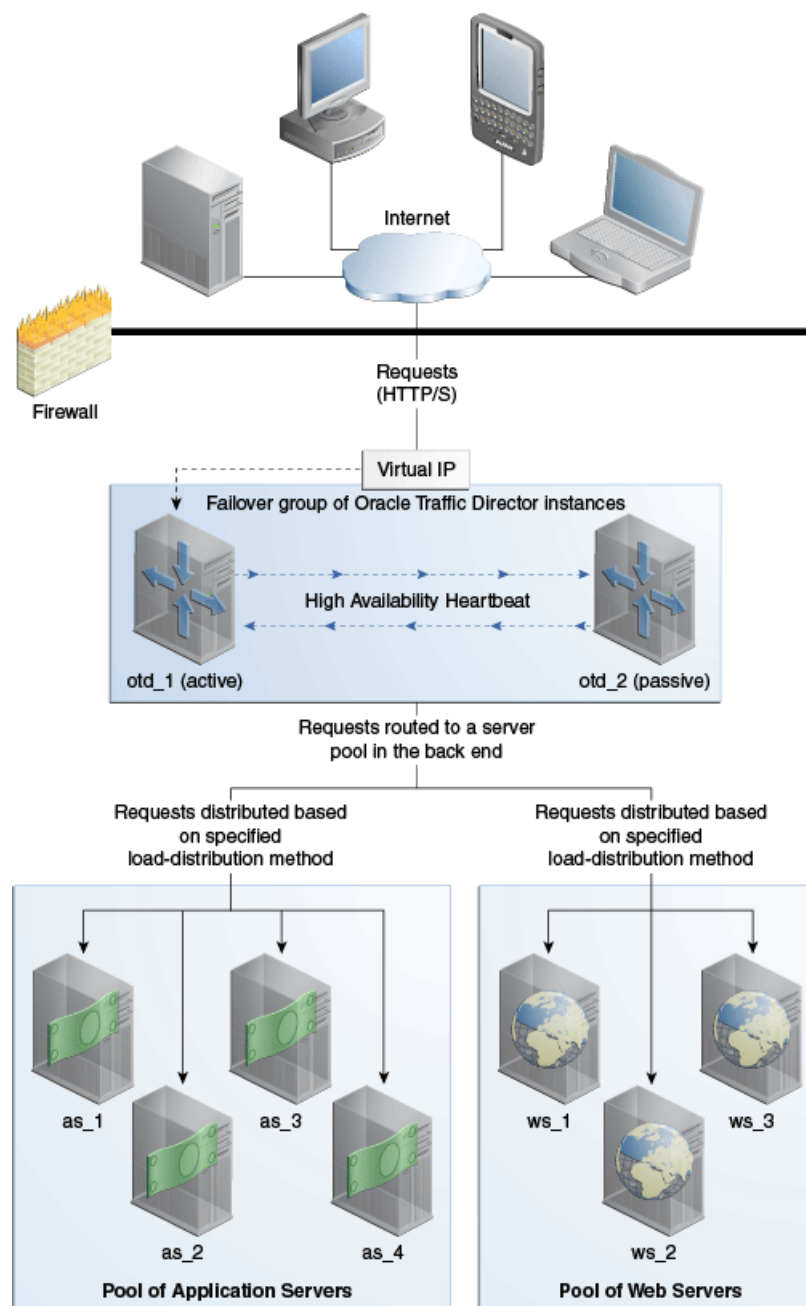 Internet
Firewall
Requests
(HTTP/S)
Virtual IP
Failover group of Oracle Traffic Director instances
High Availability Heartbeat
otd_1 (active)
otd_2 (passive)
Requests routed to a server
pool in the back end
Requests distributed based
on specified
load-distribution method
Requests distributed based
on specified
load-distribution method
as_1
as_3
as_2
as_4
Pool of Application Servers
ws_1
ws_3
ws_2
Pool of Web Servers